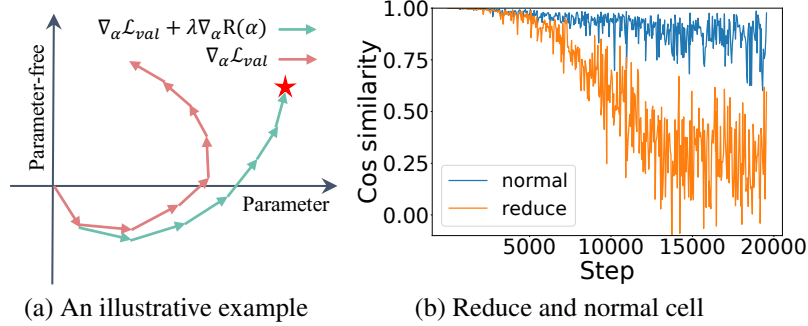 ∇α𝓛val + λ∇αR(α)
∇α𝓛val
Parameter-free
Parameter
(a) An illustrative example
1.00
0.75
0.50
0.25
0.00
Cos similarity
normal
reduce
5000 10000 15000 20000
Step
(b) Reduce and normal cell